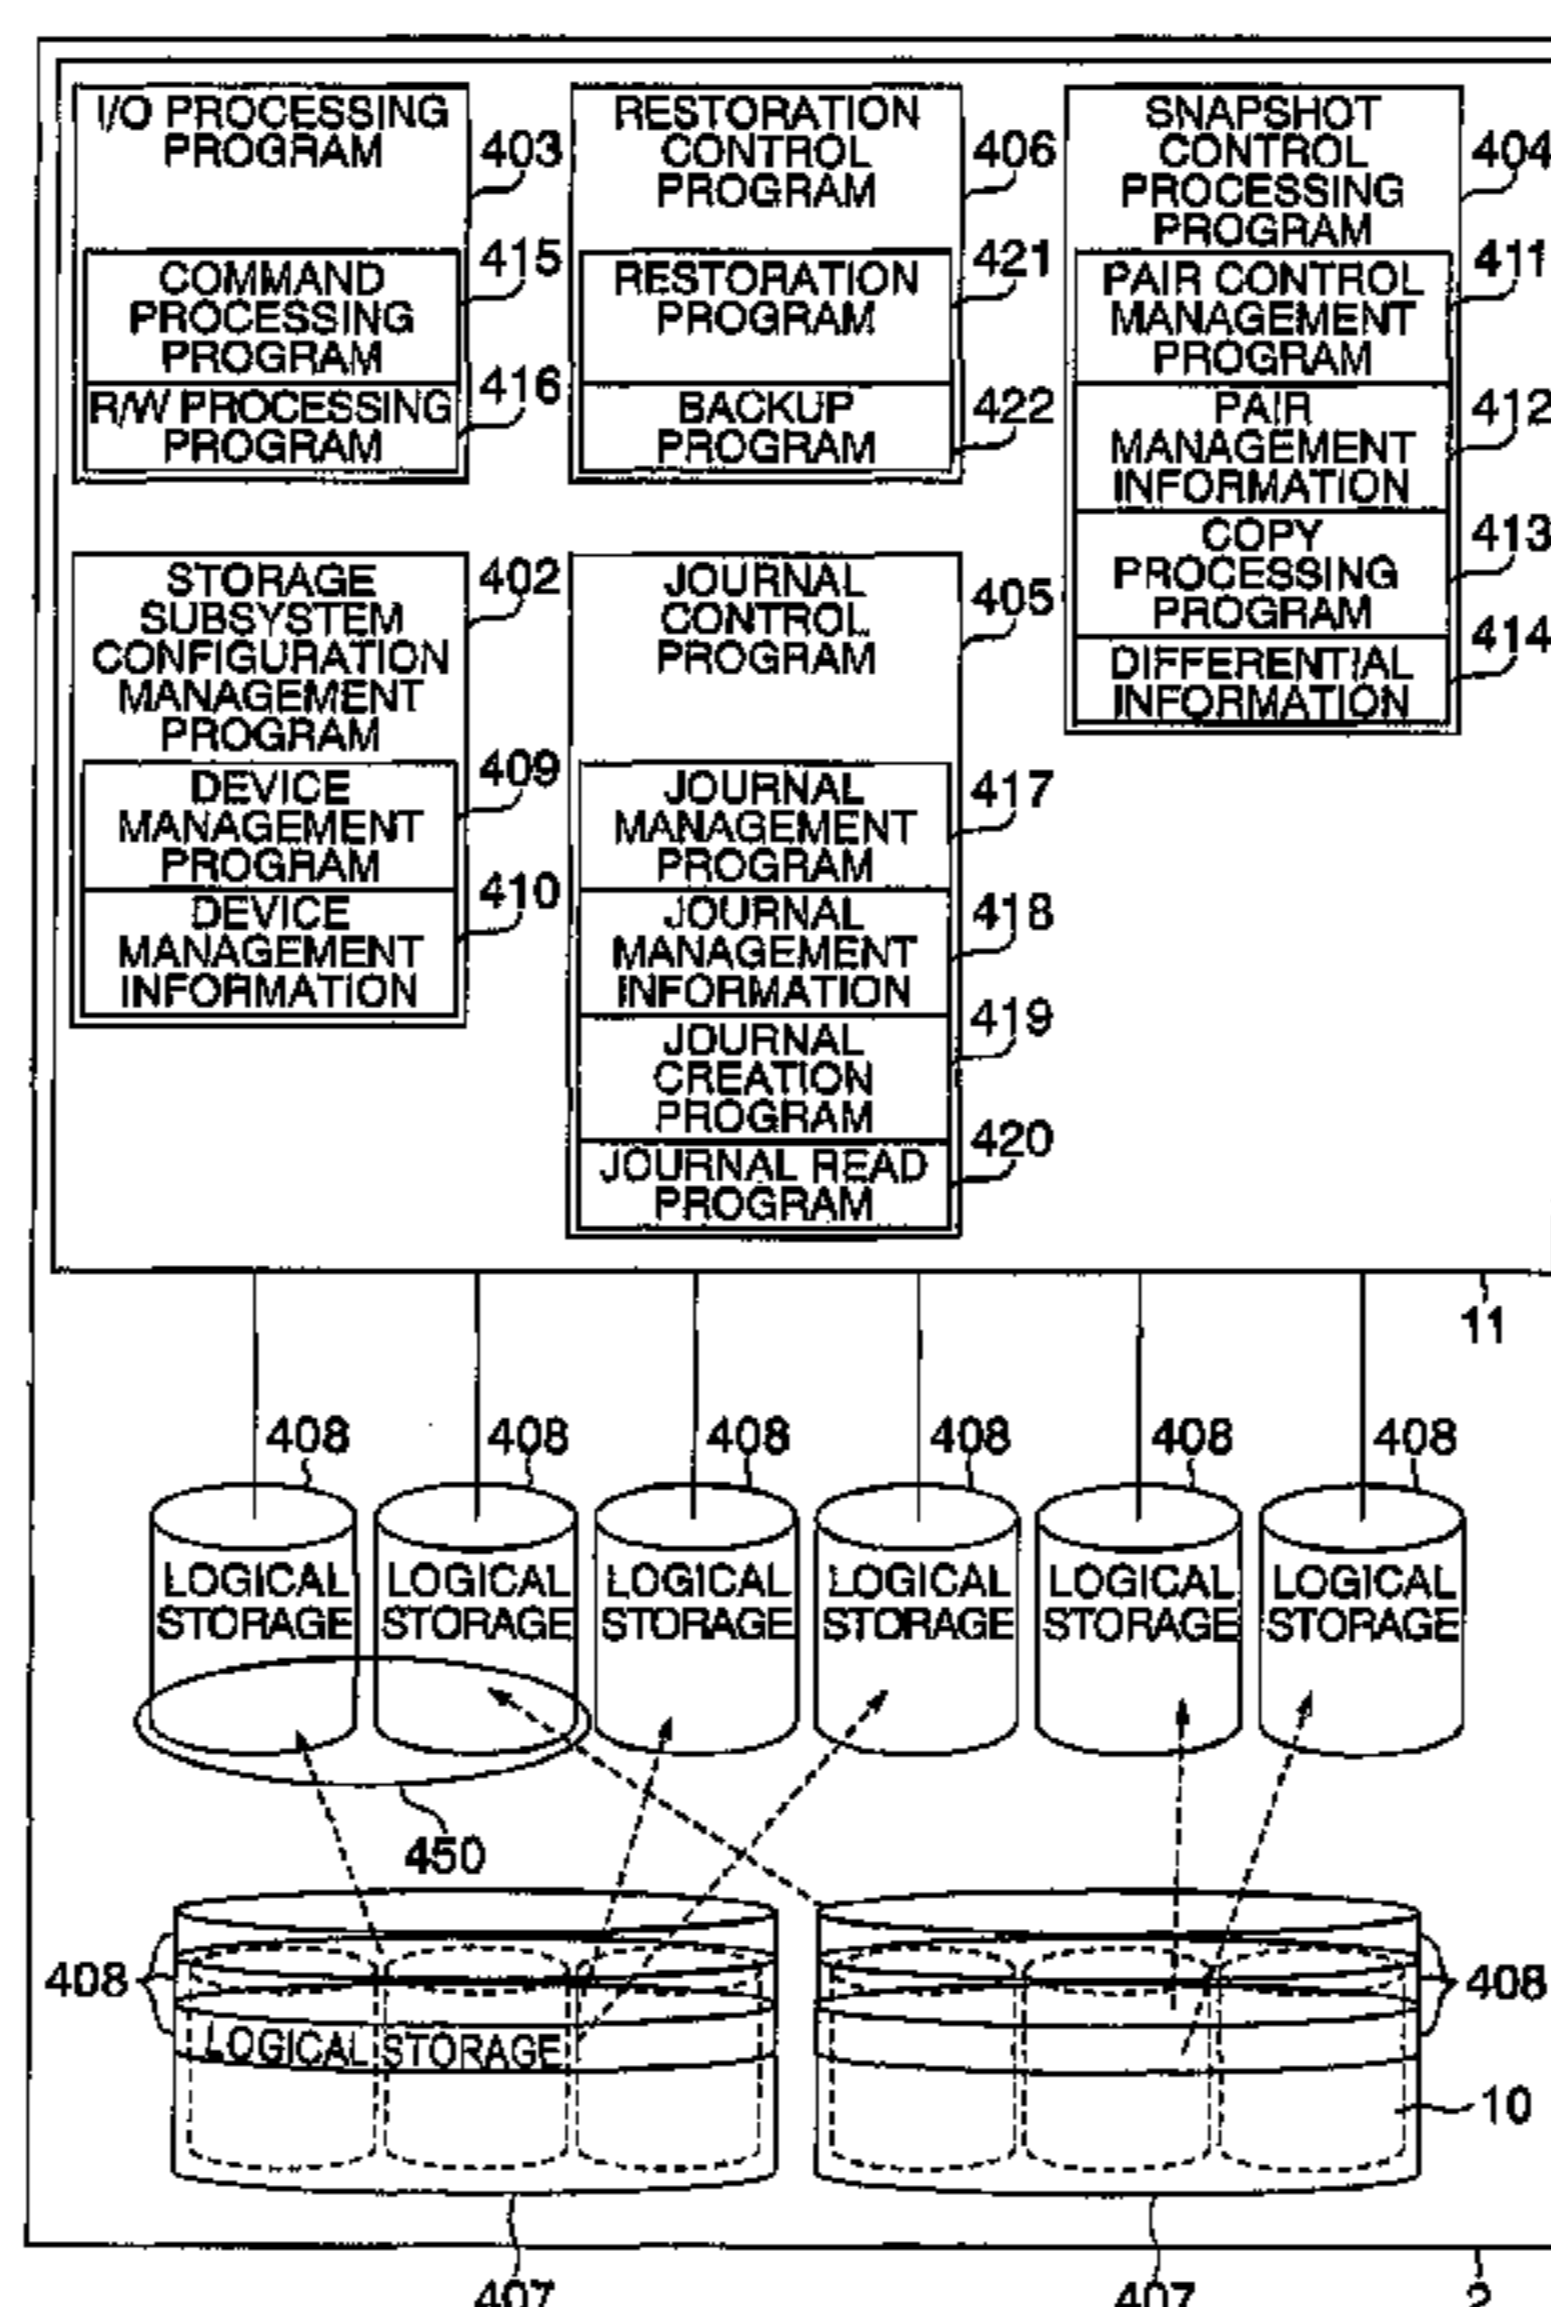 I/O PROCESSING
PROGRAM
403
COMMAND
PROCESSING
PROGRAM
415
R/W PROCESSING
PROGRAM
416
RESTORATION
CONTROL
PROGRAM
406
RESTORATION
PROGRAM
421
BACKUP
PROGRAM
422
SNAPSHOT
CONTROL
PROCESSING
PROGRAM
404
PAIR CONTROL
MANAGEMENT
PROGRAM
411
PAIR
MANAGEMENT
INFORMATION
412
COPY
PROCESSING
PROGRAM
413
DIFFERENTIAL
INFORMATION
414
STORAGE
SUBSYSTEM
CONFIGURATION
MANAGEMENT
PROGRAM
402
DEVICE
MANAGEMENT
PROGRAM
409
DEVICE
MANAGEMENT
INFORMATION
410
JOURNAL
CONTROL
PROGRAM
405
JOURNAL
MANAGEMENT
PROGRAM
417
JOURNAL
MANAGEMENT
INFORMATION
418
JOURNAL
CREATION
PROGRAM
419
JOURNAL READ
PROGRAM
420
11
408
408
408
408
408
408
LOGICAL
STORAGE
LOGICAL
STORAGE
LOGICAL
STORAGE
LOGICAL
STORAGE
LOGICAL
STORAGE
LOGICAL
STORAGE
450
408
LOGICAL STORAGE
408
10
407
407
2